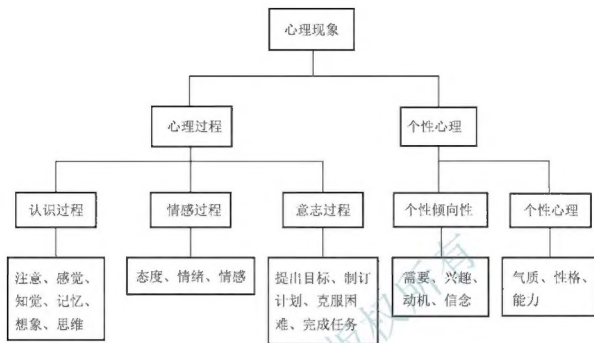 心理现象
心理过程
个性心理
认识过程
情感过程
意志过程
个性倾向性
个性心理
注意、感觉、
知觉、记忆、
想象、思维
态度、情绪、情感
提出目标、制订
计划、克服困
难、完成任务
需要、兴趣、
动机、信念
气质、性格、
能力
版权所有